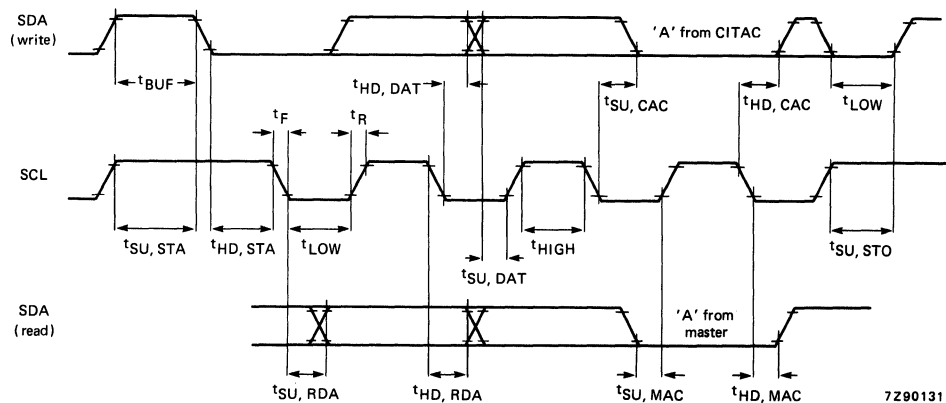 SDA
(write)
'A' from CITAC
tBUF
tHD, DAT
tSU, CAC
tHD, CAC
tLOW
tF
tR
SCL
tSU, STA
tHD, STA
tLOW
tSU, DAT
tHIGH
tSU, STO
SDA
(read)
'A' from
master
tSU, RDA
tHD, RDA
tSU, MAC
tHD, MAC
7Z90131